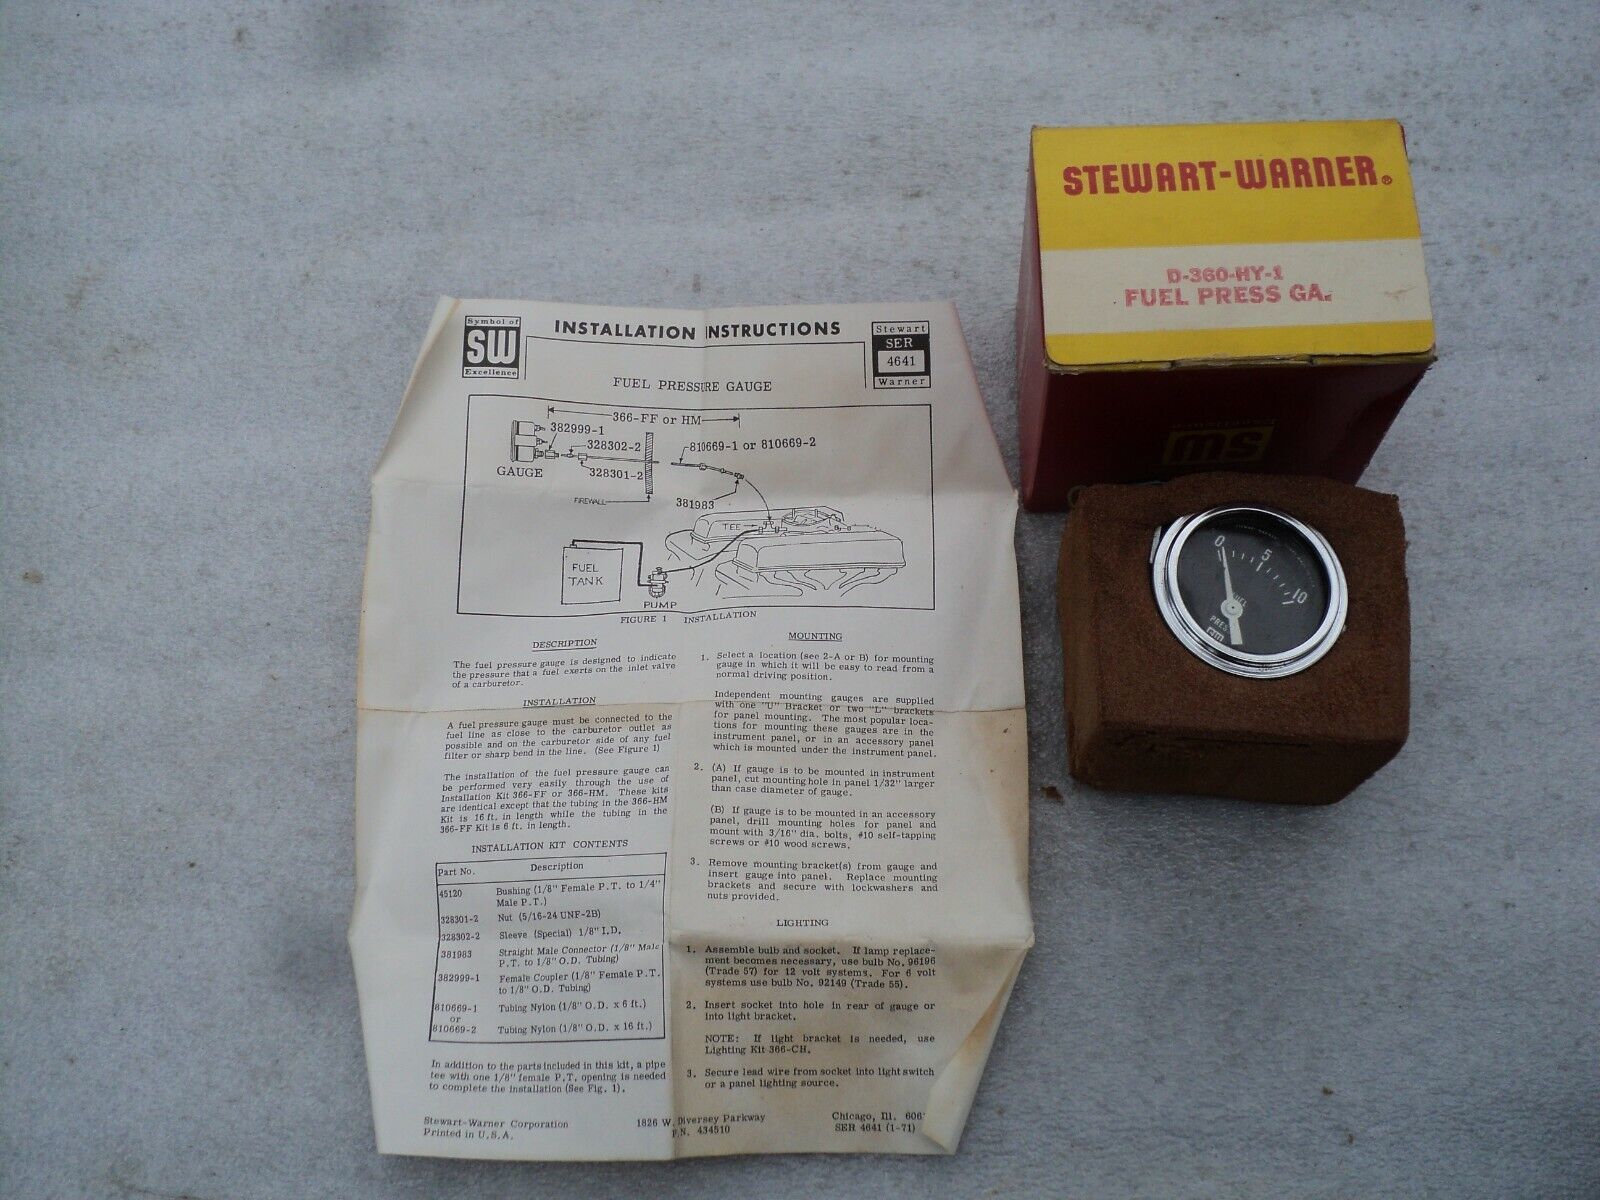 Symbol of
SW
Excellence
INSTALLATION INSTRUCTIONS
Stewart
SER
4641
Warner
FUEL PRESSURE GAUGE
366-FF or HM
382999-1
328302-2
810669-1 or 810669-2
GAUGE
328301-2
FIREWALL
381983
TEE
FUEL
TANK
PUMP
FIGURE 1 INSTALLATION
DESCRIPTION
The fuel pressure gauge is designed to indicate
the pressure that a fuel exerts on the inlet valve
of a carburetor.
INSTALLATION
A fuel pressure gauge must be connected to the
fuel line as close to the carburetor outlet as
possible and on the carburetor side of any fuel
filter or sharp bend in the line. (See Figure 1)
The installation of the fuel pressure gauge can
be performed very easily through the use of
Installation Kit 366-FF or 366-HM. These kits
are identical except that the tubing in the 366-HM
Kit is 16 ft. in length while the tubing in the
366-FF Kit is 6 ft. in length.
INSTALLATION KIT CONTENTS
Part No. Description
45120 Bushing (1/8" Female P.T. to 1/4"
Male P.T.)
328301-2 Nut (5/16-24 UNF-2B)
328302-2 Sleeve (Special) 1/8" I.D.
381983 Straight Male Connector (1/8" Male
P.T. to 1/8" O.D. Tubing)
382999-1 Female Coupler (1/8" Female P.T.
to 1/8" O.D. Tubing)
810669-1 Tubing Nylon (1/8" O.D. x 6 ft.)
or
810669-2 Tubing Nylon (1/8" O.D. x 16 ft.)
In addition to the parts included in this kit, a pipe
tee with one 1/8" female P.T. opening is needed
to complete the installation (See Fig. 1).
MOUNTING
1. Select a location (see 2-A or B) for mounting
gauge in which it will be easy to read from a
normal driving position.
Independent mounting gauges are supplied
with one "U" Bracket or two "L" brackets
for panel mounting. The most popular loca-
tions for mounting these gauges are in the
instrument panel, or in an accessory panel
which is mounted under the instrument panel.
2. (A) If gauge is to be mounted in instrument
panel, cut mounting hole in panel 1/32" larger
than case diameter of gauge.
(B) If gauge is to be mounted in an accessory
panel, drill mounting holes for panel and
mount with 3/16" dia. bolts, #10 self-tapping
screws or #10 wood screws.
3. Remove mounting bracket(s) from gauge and
insert gauge into panel. Replace mounting
brackets and secure with lockwashers and
nuts provided.
LIGHTING
1. Assemble bulb and socket. If lamp replace-
ment becomes necessary, use bulb No. 96196
(Trade 57) for 12 volt systems. For 6 volt
systems use bulb No. 92149 (Trade 55).
2. Insert socket into hole in rear of gauge or
into light bracket.
NOTE: If light bracket is needed, use
Lighting Kit 366-CH.
3. Secure lead wire from socket into light switch
or a panel lighting source.
Stewart-Warner Corporation 1826 W. Diversey Parkway Chicago, Ill. 606
Printed in U.S.A. P.N. 434510 SER 4641 (1-71)
STEWART-WARNER®
D-360-HY-1
FUEL PRESS GA.
SW
Excellence
0 5 10
FUEL
PRESS
SW